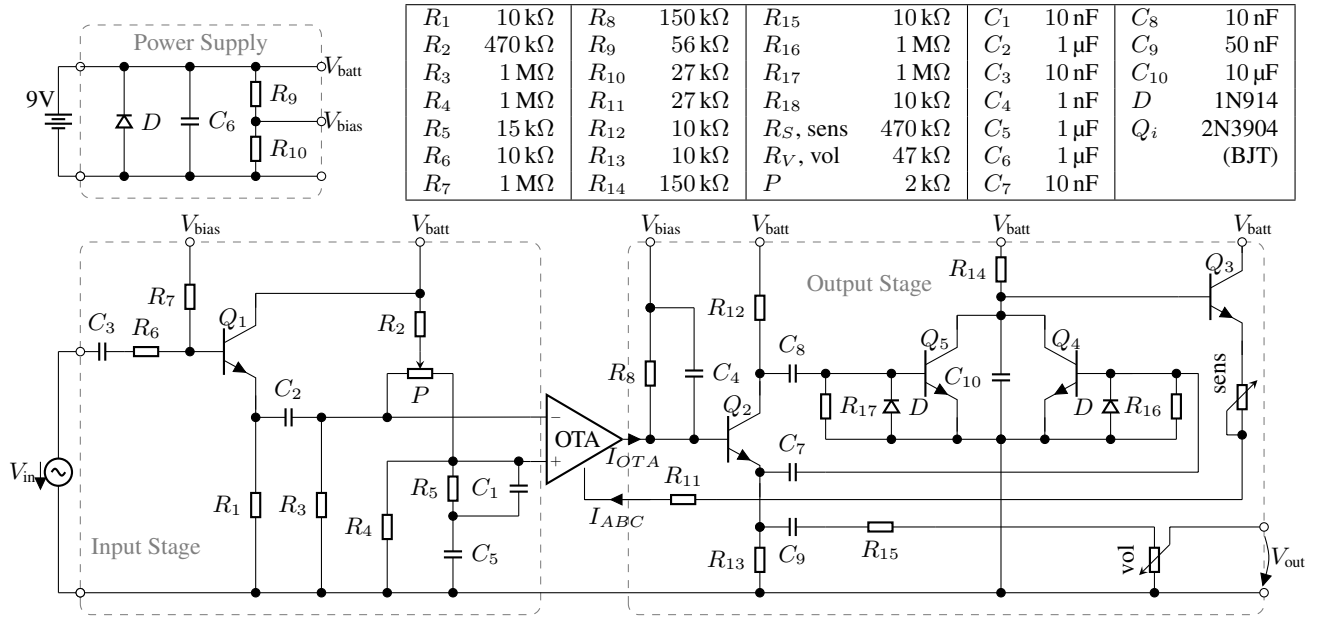 Power Supply
9V
D
C6
R9
R10
Vbatt
Vbias
R1 10 kΩ R8 150 kΩ R15 10 kΩ C1 10 nF C8 10 nF
R2 470 kΩ R9 56 kΩ R16 1 MΩ C2 1 µF C9 50 nF
R3 1 MΩ R10 27 kΩ R17 1 MΩ C3 10 nF C10 10 µF
R4 1 MΩ R11 27 kΩ R18 10 kΩ C4 1 nF D 1N914
R5 15 kΩ R12 10 kΩ RS, sens 470 kΩ C5 1 µF Qi 2N3904
R6 10 kΩ R13 10 kΩ RV, vol 47 kΩ C6 1 µF (BJT)
R7 1 MΩ R14 150 kΩ P 2 kΩ C7 10 nF
Vbias
Vbatt
R7
Q1
C3
R6
R2
P
C2
Vin
R1
R3
R4
R5
C1
C5
Input Stage
−
+
OTA
IOTA
IABC
Vbias
Vbatt
Vbatt
Vbatt
Output Stage
R14
Q3
R12
R8
C4
C8
Q2
Q5
Q4
C10
R17
D
D
R16
sens
C7
R11
R13
C9
R15
vol
Vout